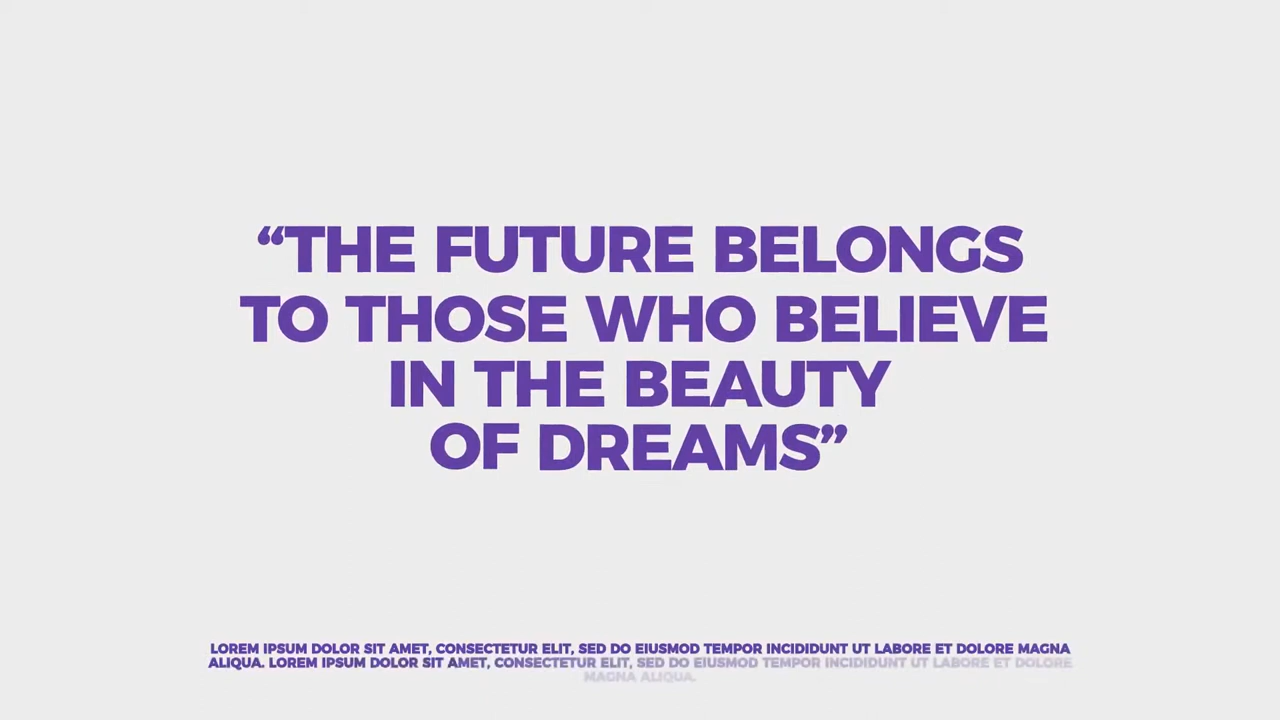 “THE FUTURE BELONGS
TO THOSE WHO BELIEVE
IN THE BEAUTY
OF DREAMS”
LOREM IPSUM DOLOR SIT AMET, CONSECTETUR ELIT, SED DO EIUSMOD TEMPOR INCIDIDUNT UT LABORE ET DOLORE MAGNA
ALIQUA. LOREM IPSUM DOLOR SIT AMET, CONSECTETUR ELIT, SED DO EIUSMOD TEMPOR INCIDIDUNT UT LABORE ET DOLORE
MAGNA ALIQUA.